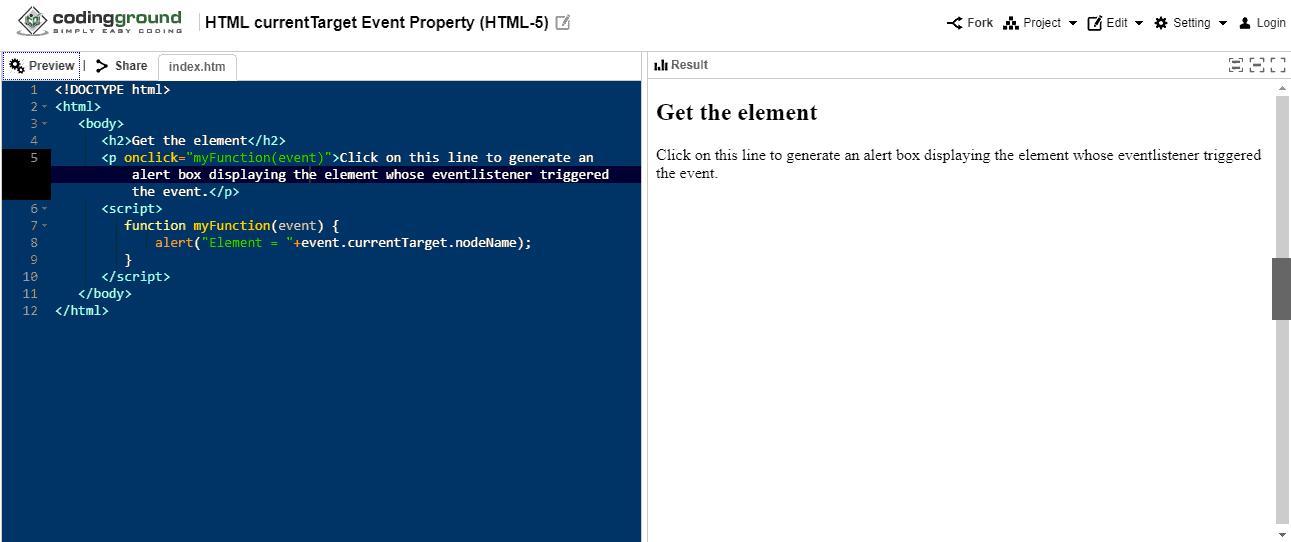 codingground
SIMPLY EASY CODING
HTML currentTarget Event Property (HTML-5)
Fork Project Edit Setting Login
Preview | Share index.htm
1 <!DOCTYPE html>
2 <html>
3 <body>
4 <h2>Get the element</h2>
5 <p onclick="myFunction(event)">Click on this line to generate an
alert box displaying the element whose eventlistener triggered
the event.</p>
6 <script>
7 function myFunction(event) {
8 alert("Element = "+event.currentTarget.nodeName);
9 }
10 </script>
11 </body>
12 </html>
Result
Get the element
Click on this line to generate an alert box displaying the element whose eventlistener triggered
the event.